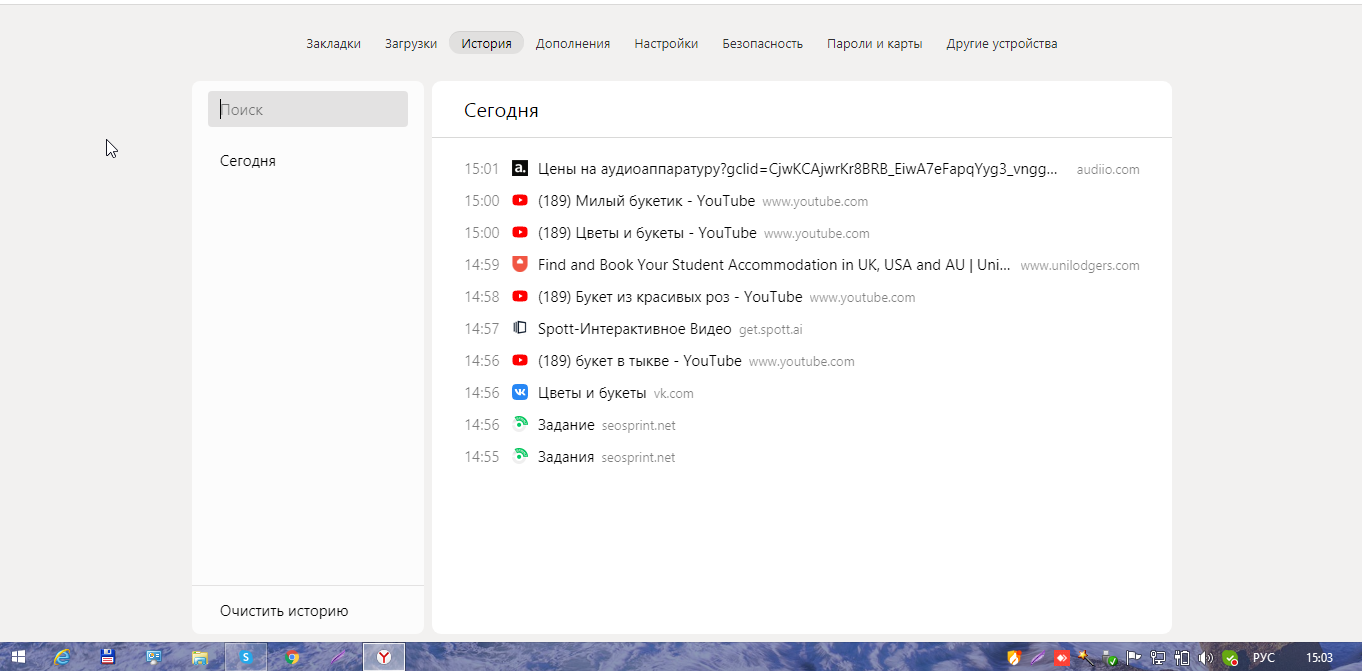 Закладки Загрузки История Дополнения Настройки Безопасность Пароли и карты Другие устройства
Поиск
Сегодня
Очистить историю
Сегодня
15:01 a. Цены на аудиоаппаратуру?gclid=CjwKCAjwrKr8BRB_EiwA7eFapqYyg3_vngg... audiio.com
15:00 (189) Милый букетик - YouTube www.youtube.com
15:00 (189) Цветы и букеты - YouTube www.youtube.com
14:59 Find and Book Your Student Accommodation in UK, USA and AU | Uni... www.unilodgers.com
14:58 (189) Букет из красивых роз - YouTube www.youtube.com
14:57 Spott-Интерактивное Видео get.spott.ai
14:56 (189) букет в тыкве - YouTube www.youtube.com
14:56 Цветы и букеты vk.com
14:56 Задание seosprint.net
14:55 Задания seosprint.net
РУС 15:03